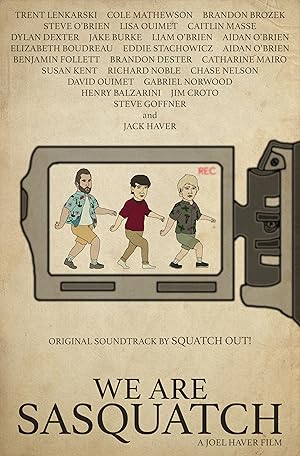 TRENT LENKARSKI COLE MATHEWSON BRANDON BROZEK
STEVE O'BRIEN LISA OUIMET CAITLIN MASSE
DYLAN DEXTER JAKE BURKE LIAM O'BRIEN AIDAN O'BRIEN
ELIZABETH BOUDREAU EDDIE STACHOWICZ AIDAN O'BRIEN
BENJAMIN FOLLETT BRANDON DESTER CATHARINE MAIRO
SUSAN KENT RICHARD NOBLE CHASE NELSON
DAVID OUIMET GABRIEL NORWOOD
HENRY BALZARINI JIM CROTO
STEVE GOFFNER
and
JACK HAVER
REC
ORIGINAL SOUNDTRACK BY SQUATCH OUT!
WE ARE
SASQUATCH
A JOEL HAVER FILM